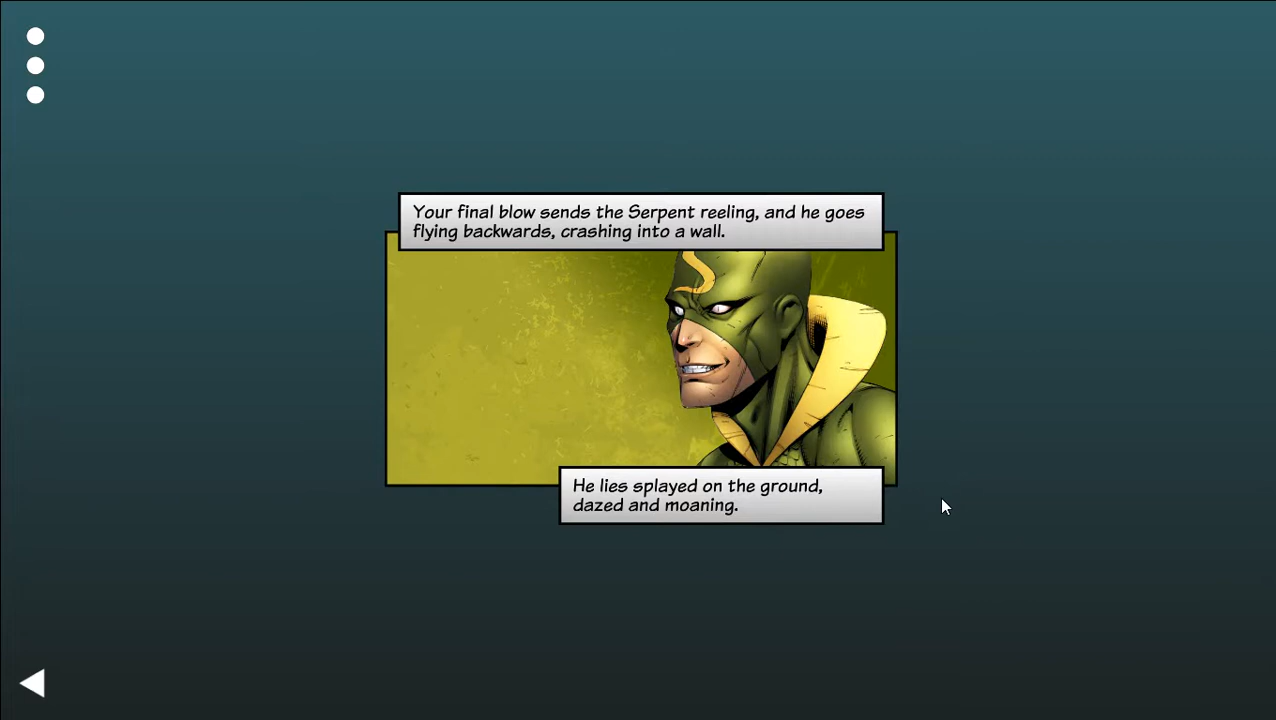 Your final blow sends the Serpent reeling, and he goes
flying backwards, crashing into a wall.
He lies splayed on the ground,
dazed and moaning.